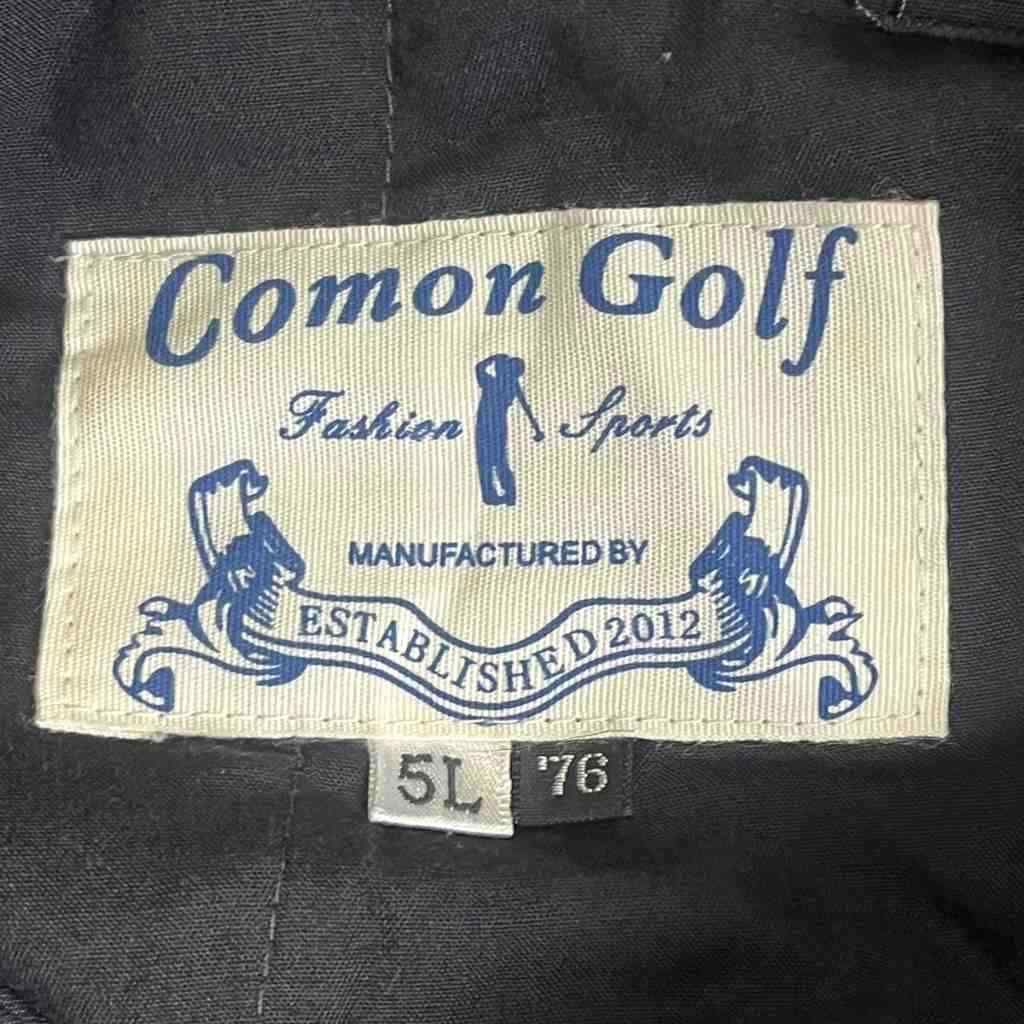 Comon Golf
Fashion Sports
MANUFACTURED BY
ESTABLISHED 2012
5L
'76